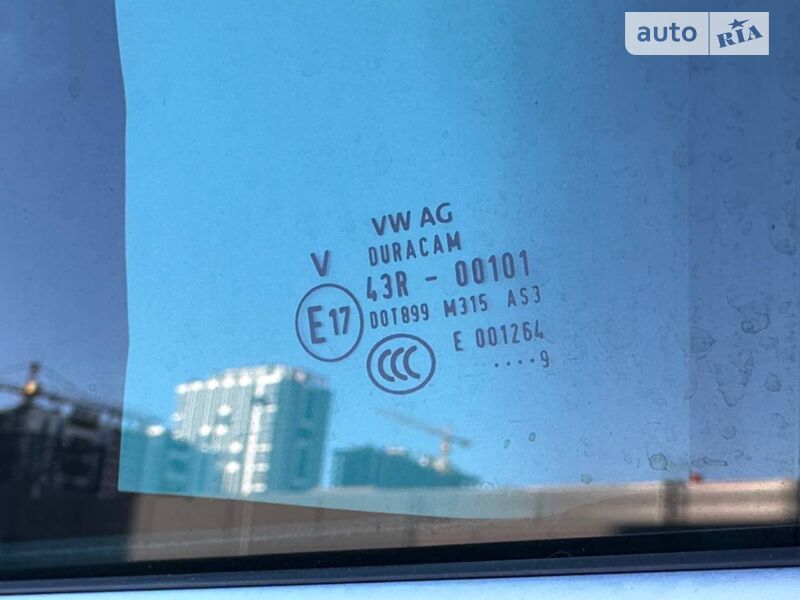 auto RIA
VW AG
DURACAM
V
43R - 00101
E17
DOT899 M315 AS3
E 001264
CCC
....9